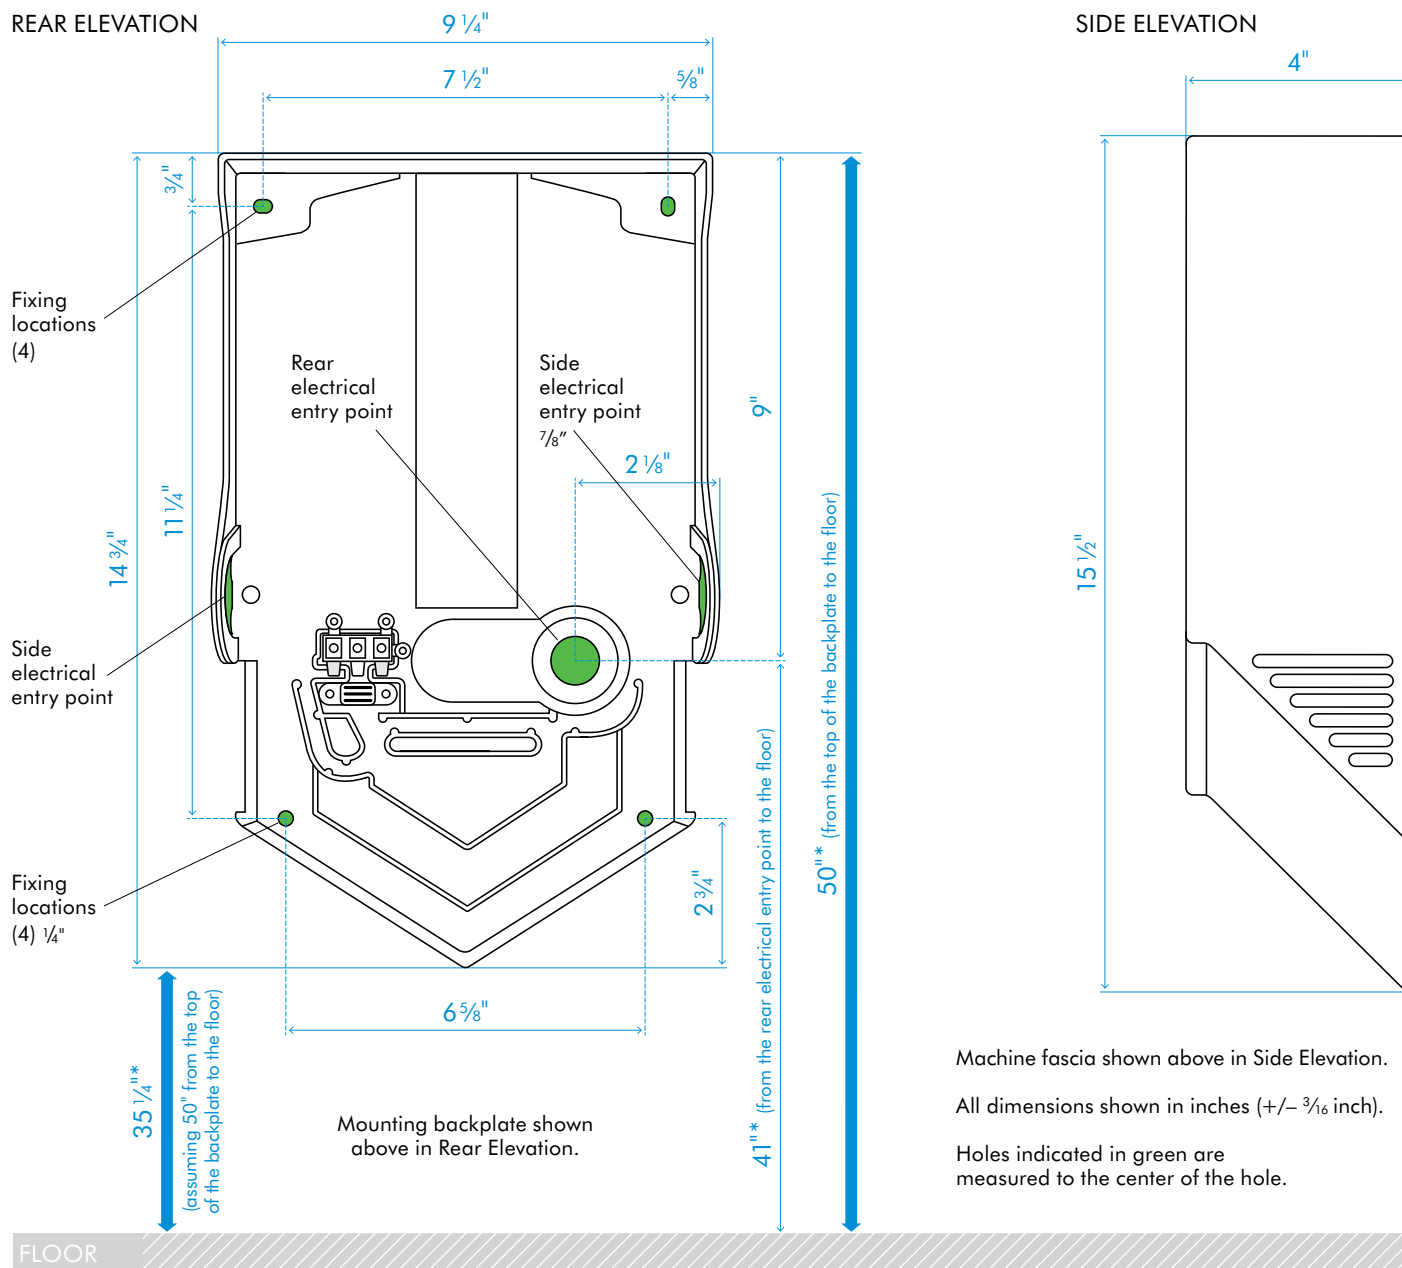 REAR ELEVATION
9 1/4"
7 1/2"
5/8"
3/4"
Fixing
locations
(4)
Rear
electrical
entry point
Side
electrical
entry point
7/8"
2 1/8"
9"
11 1/4"
14 3/4"
Side
electrical
entry point
Fixing
locations
(4) 1/4"
2 3/4"
6 5/8"
35 1/4"*
(assuming 50" from the top
of the backplate to the floor)
41"* (from the rear electrical entry point to the floor)
50"* (from the top of the backplate to the floor)
Mounting backplate shown
above in Rear Elevation.
SIDE ELEVATION
4"
15 1/2"
Machine fascia shown above in Side Elevation.
All dimensions shown in inches (+/– 3/16 inch).
Holes indicated in green are
measured to the center of the hole.
FLOOR